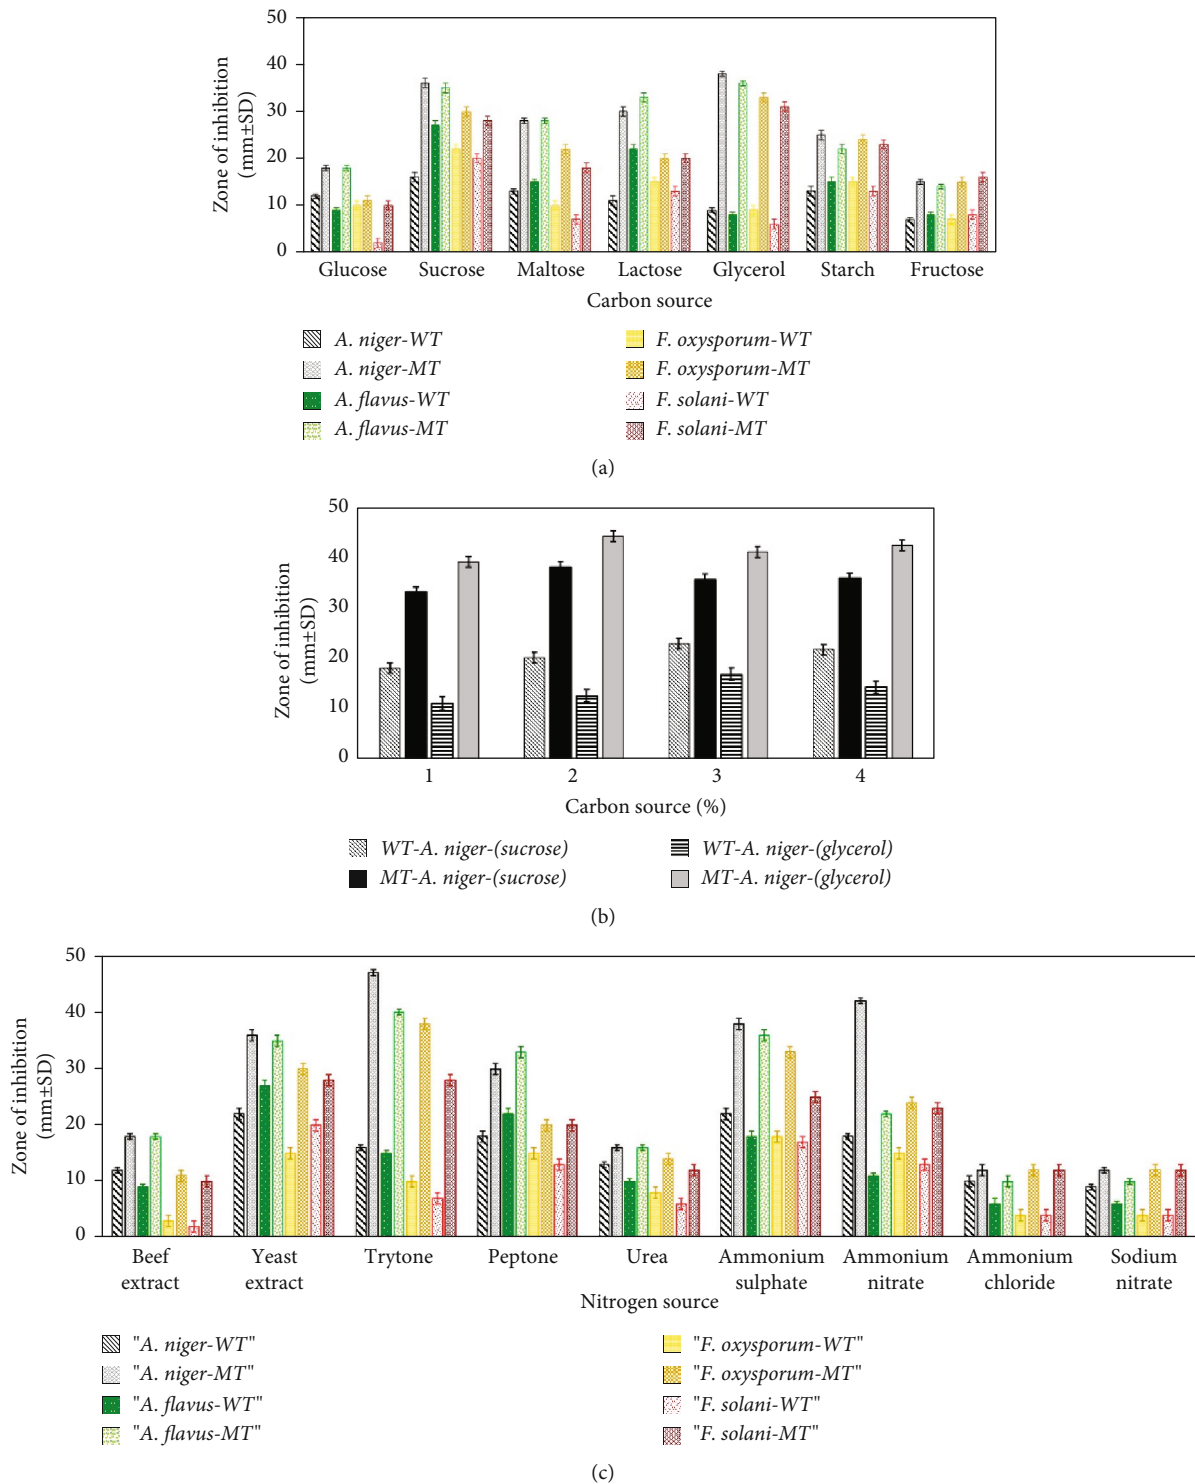 50
40
30
20
10
0
Zone of inhibition
(mm±SD)
Glucose Sucrose Maltose Lactose Glycerol Starch Fructose
Carbon source
A. niger-WT F. oxysporum-WT
A. niger-MT F. oxysporum-MT
A. flavus-WT F. solani-WT
A. flavus-MT F. solani-MT
(a)
50
40
30
20
10
0
Zone of inhibition
(mm±SD)
1 2 3 4
Carbon source (%)
WT-A. niger-(sucrose) WT-A. niger-(glycerol)
MT-A. niger-(sucrose) MT-A. niger-(glycerol)
(b)
50
40
30
20
10
0
Zone of inhibition
(mm±SD)
Beef Yeast Trytone Peptone Urea Ammonium Ammonium Ammonium Sodium
extract extract sulphate nitrate chloride nitrate
Nitrogen source
"A. niger-WT" "F. oxysporum-WT"
"A. niger-MT" "F. oxysporum-MT"
"A. flavus-WT" "F. solani-WT"
"A. flavus-MT" "F. solani-MT"
(c)